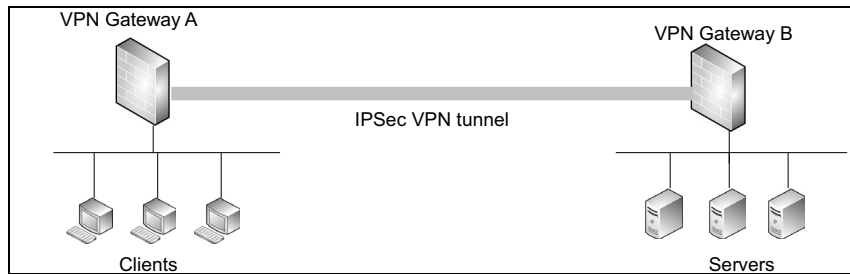 VPN Gateway A
VPN Gateway B
IPSec VPN tunnel
Clients
Servers